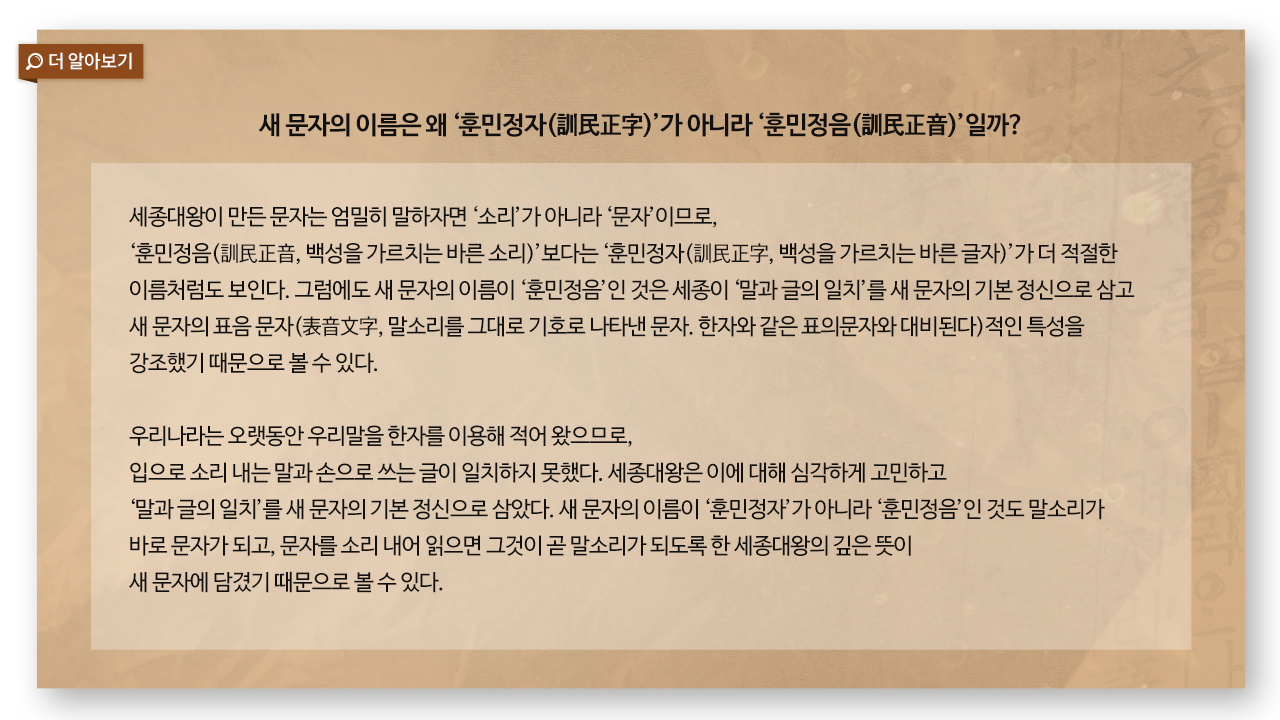 더 알아보기
새 문자의 이름은 왜 ‘훈민정자(訓民正字)’가 아니라 ‘훈민정음(訓民正音)’일까?
세종대왕이 만든 문자는 엄밀히 말하자면 ‘소리’가 아니라 ‘문자’이므로,
‘훈민정음(訓民正音, 백성을 가르치는 바른 소리)’보다는 ‘훈민정자(訓民正字, 백성을 가르치는 바른 글자)’가 더 적절한
이름처럼도 보인다. 그럼에도 새 문자의 이름이 ‘훈민정음’인 것은 세종이 ‘말과 글의 일치’를 새 문자의 기본 정신으로 삼고
새 문자의 표음 문자(表音文字, 말소리를 그대로 기호로 나타낸 문자. 한자와 같은 표의문자와 대비된다)적인 특성을
강조했기 때문으로 볼 수 있다.
우리나라는 오랫동안 우리말을 한자를 이용해 적어 왔으므로,
입으로 소리 내는 말과 손으로 쓰는 글이 일치하지 못했다. 세종대왕은 이에 대해 심각하게 고민하고
‘말과 글의 일치’를 새 문자의 기본 정신으로 삼았다. 새 문자의 이름이 ‘훈민정자’가 아니라 ‘훈민정음’인 것도 말소리가
바로 문자가 되고, 문자를 소리 내어 읽으면 그것이 곧 말소리가 되도록 한 세종대왕의 깊은 뜻이
새 문자에 담겼기 때문으로 볼 수 있다.